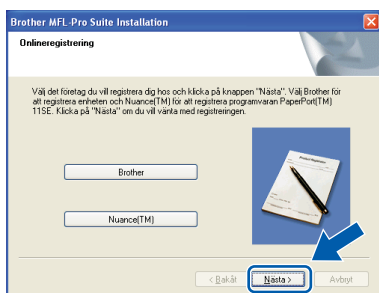 Brother MFL-Pro Suite Installation
Onlineregistrering
Välj det företag du vill registrera dig hos och klicka på knappen "Nästa". Välj Brother för
att registrera enheten och Nuance(TM) för att registrera programvaran PaperPort(TM)
11SE. Klicka på "Nästa" om du vill vänta med registreringen.
Brother
Product Registration
Nuance(TM)
< Bakåt Nästa > Avbryt